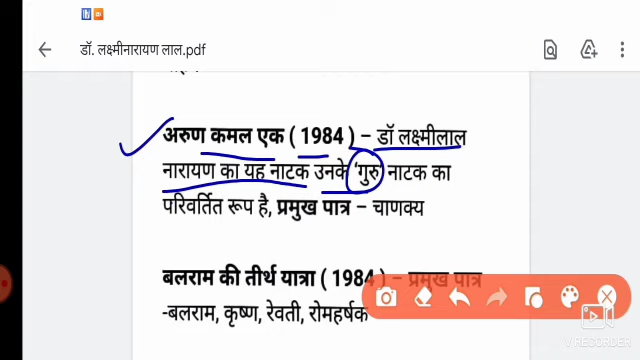 डॉ. लक्ष्मीनारायण लाल.pdf
अरुण कमल एक ( 1984 ) – डॉ लक्ष्मीलाल
नारायण का यह नाटक उनके 'गुरु' नाटक का
परिवर्तित रूप है, प्रमुख पात्र – चाणक्य
बलराम की तीर्थ यात्रा ( 1984 ) – प्रमुख पात्र
-बलराम, कृष्ण, रेवती, रोमहर्षक
V RECORDER